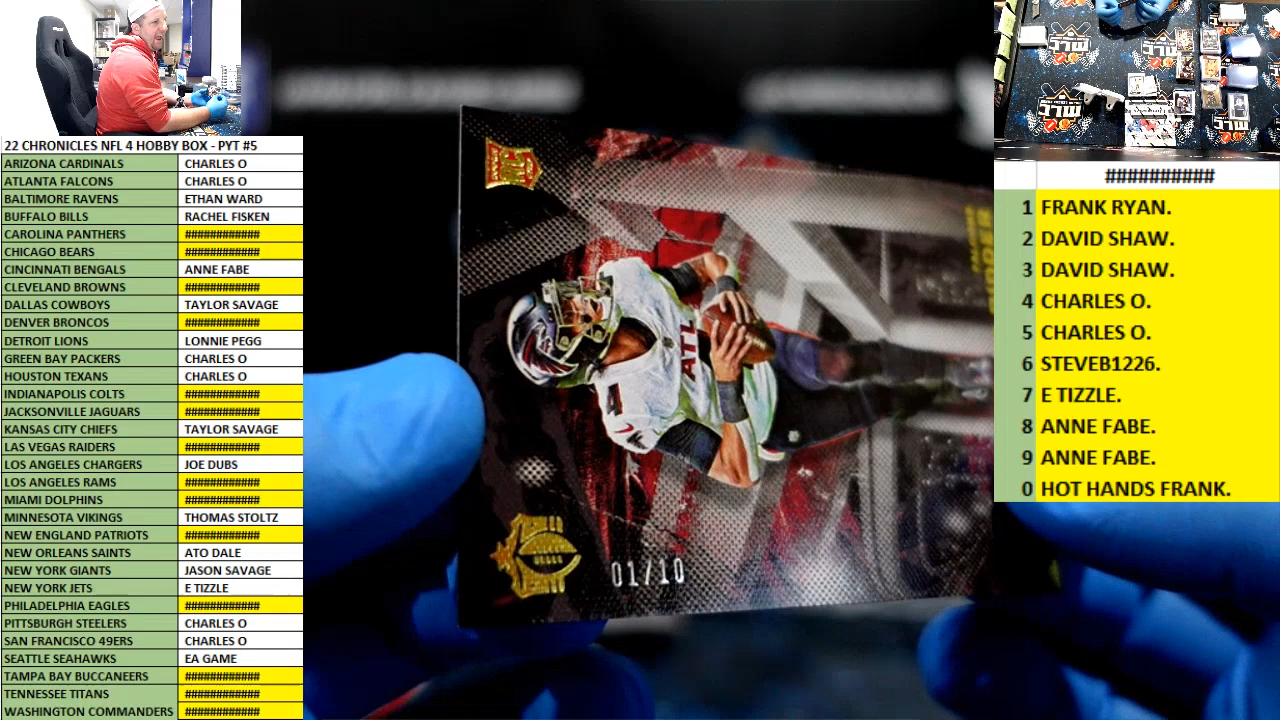 22 CHRONICLES NFL 4 HOBBY BOX - PYT #5
ARIZONA CARDINALS CHARLES O
ATLANTA FALCONS CHARLES O
BALTIMORE RAVENS ETHAN WARD
BUFFALO BILLS RACHEL FISKEN
CAROLINA PANTHERS ############
CHICAGO BEARS ############
CINCINNATI BENGALS ANNE FABE
CLEVELAND BROWNS ############
DALLAS COWBOYS TAYLOR SAVAGE
DENVER BRONCOS ############
DETROIT LIONS LONNIE PEGG
GREEN BAY PACKERS CHARLES O
HOUSTON TEXANS CHARLES O
INDIANAPOLIS COLTS ############
JACKSONVILLE JAGUARS ############
KANSAS CITY CHIEFS TAYLOR SAVAGE
LAS VEGAS RAIDERS ############
LOS ANGELES CHARGERS JOE DUBS
LOS ANGELES RAMS ############
MIAMI DOLPHINS ############
MINNESOTA VIKINGS THOMAS STOLTZ
NEW ENGLAND PATRIOTS ############
NEW ORLEANS SAINTS ATO DALE
NEW YORK GIANTS JASON SAVAGE
NEW YORK JETS E TIZZLE
PHILADELPHIA EAGLES ############
PITTSBURGH STEELERS CHARLES O
SAN FRANCISCO 49ERS CHARLES O
SEATTLE SEAHAWKS EA GAME
TAMPA BAY BUCCANEERS ############
TENNESSEE TITANS ############
WASHINGTON COMMANDERS ############
RC
ATL
4
01/10
##########
1 FRANK RYAN.
2 DAVID SHAW.
3 DAVID SHAW.
4 CHARLES O.
5 CHARLES O.
6 STEVEB1226.
7 E TIZZLE.
8 ANNE FABE.
9 ANNE FABE.
0 HOT HANDS FRANK.